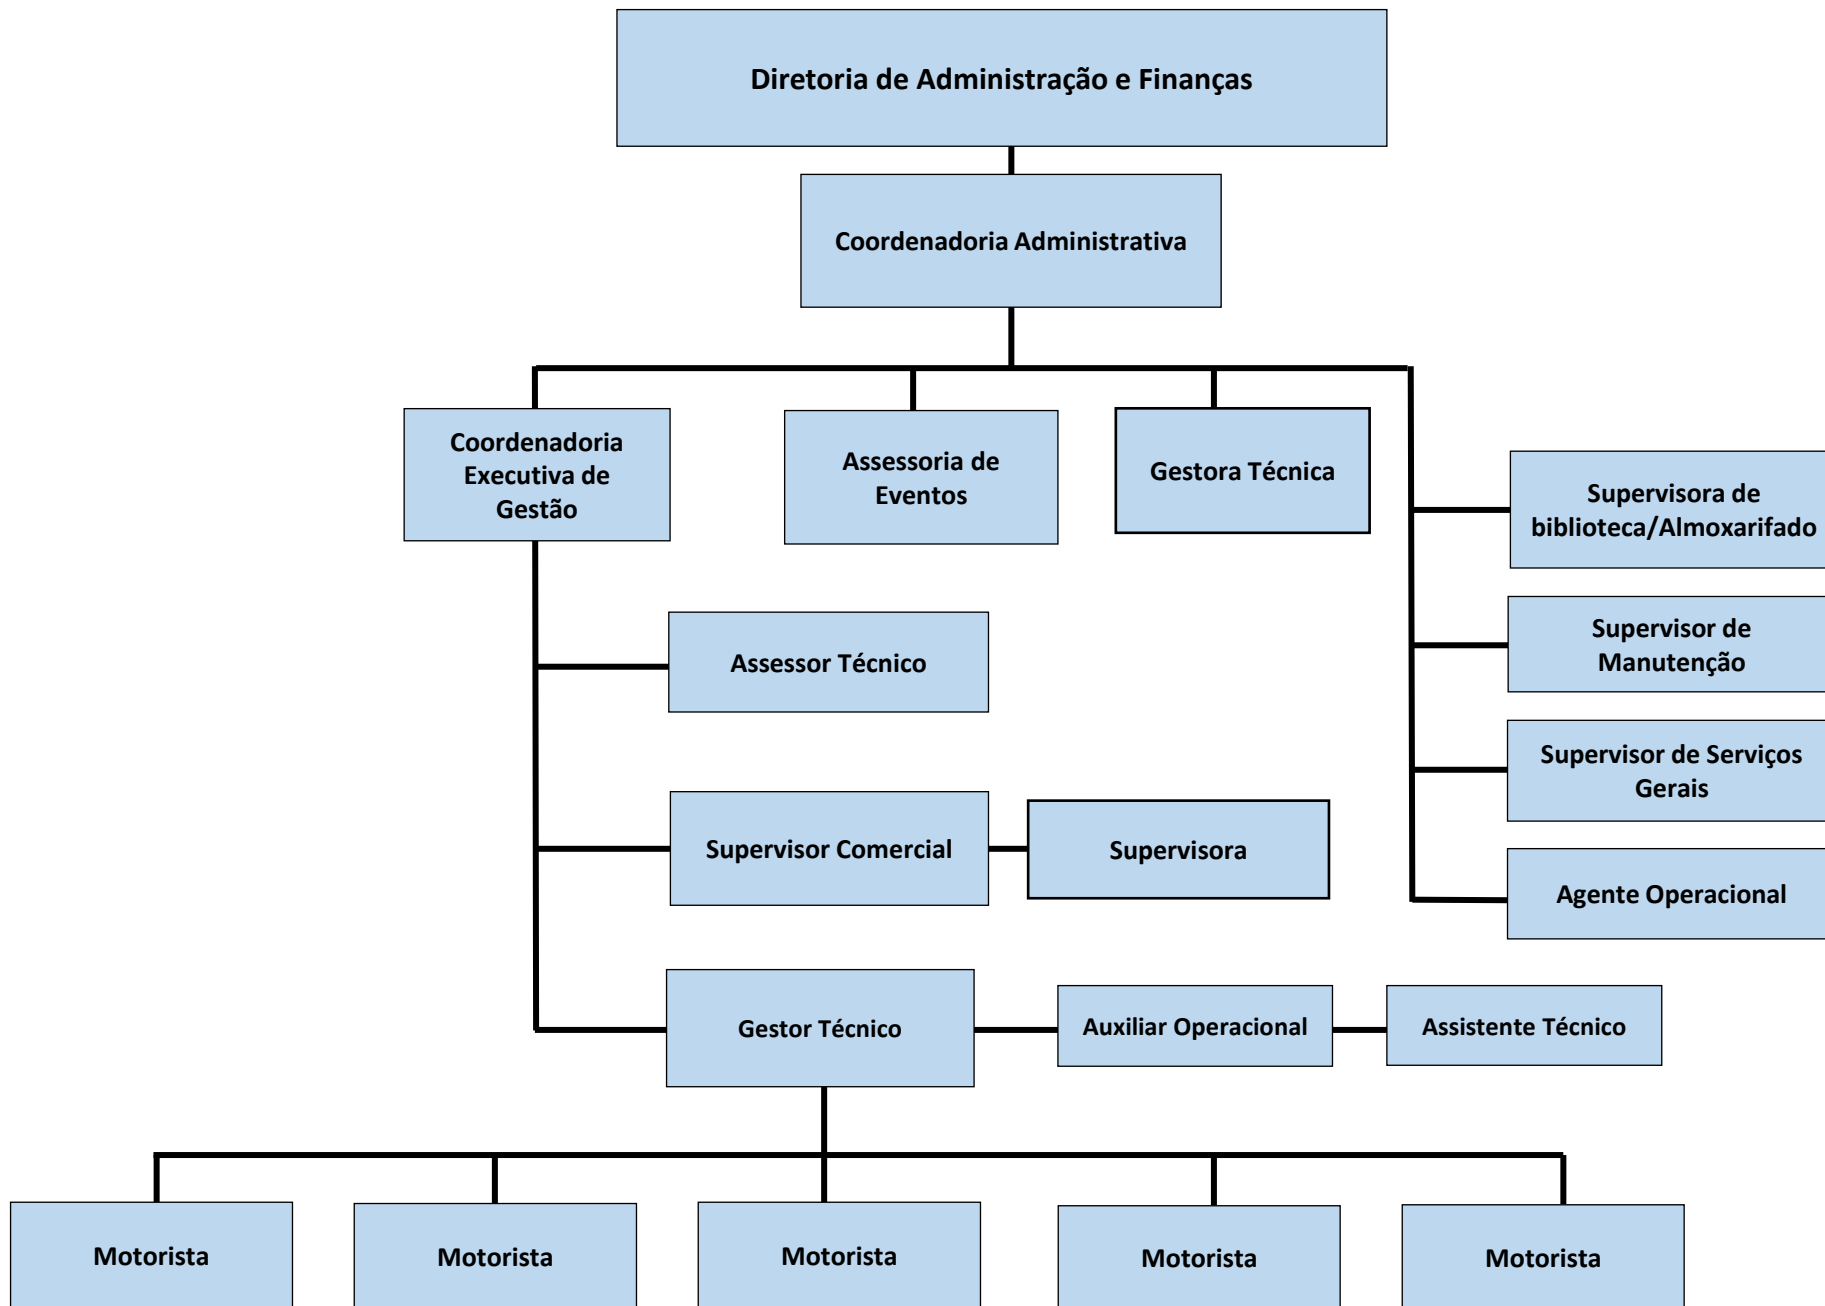 Diretoria de Administração e Finanças
Coordenadoria Administrativa
Coordenadoria
Executiva de
Gestão
Assessoria de
Eventos
Gestora Técnica
Supervisora de
biblioteca/Almoxarifado
Supervisor de
Manutenção
Supervisor de Serviços
Gerais
Agente Operacional
Assessor Técnico
Supervisor Comercial
Supervisora
Gestor Técnico
Auxiliar Operacional
Assistente Técnico
Motorista
Motorista
Motorista
Motorista
Motorista